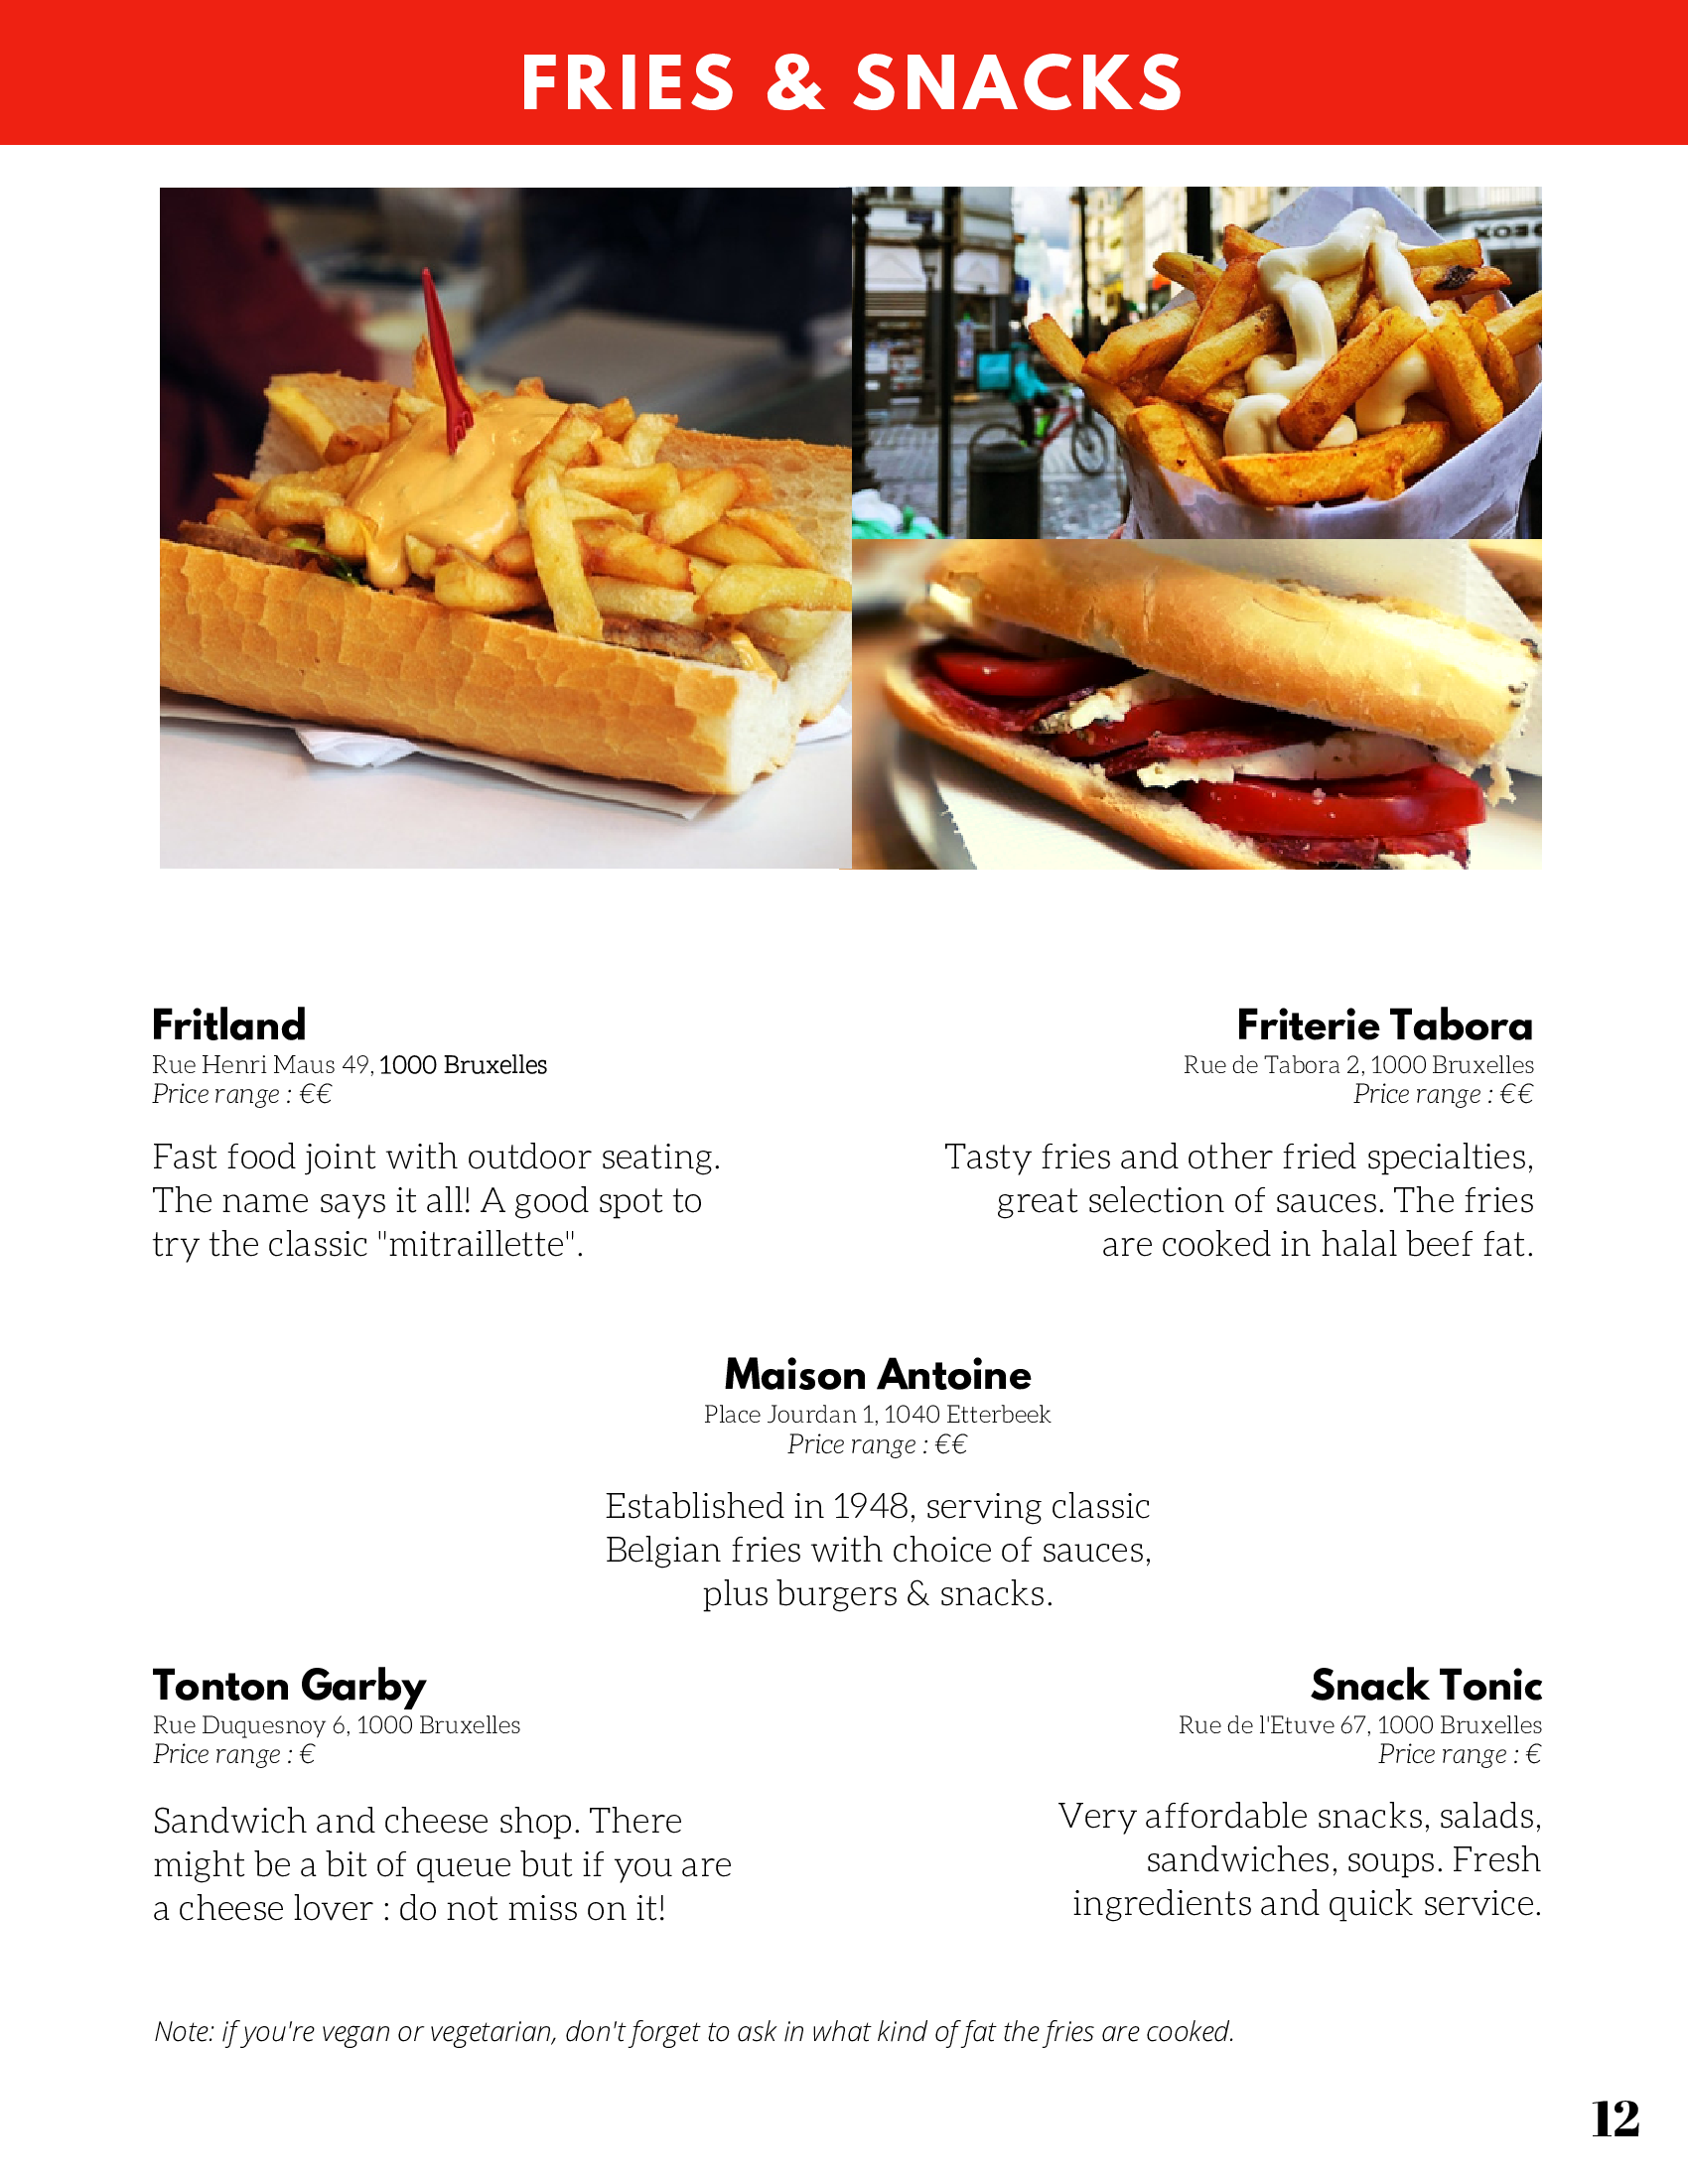 FRIES & SNACKS
Fritland
Rue Henri Maus 49, 1000 Bruxelles
Price range : €€
Fast food joint with outdoor seating.
The name says it all! A good spot to
try the classic "mitraillette".
Friterie Tabora
Rue de Tabora 2, 1000 Bruxelles
Price range : €€
Tasty fries and other fried specialties,
great selection of sauces. The fries
are cooked in halal beef fat.
Maison Antoine
Place Jourdan 1, 1040 Etterbeek
Price range : €€
Established in 1948, serving classic
Belgian fries with choice of sauces,
plus burgers & snacks.
Tonton Garby
Rue Duquesnoy 6, 1000 Bruxelles
Price range : €
Sandwich and cheese shop. There
might be a bit of queue but if you are
a cheese lover : do not miss on it!
Snack Tonic
Rue de l'Etuve 67, 1000 Bruxelles
Price range : €
Very affordable snacks, salads,
sandwiches, soups. Fresh
ingredients and quick service.
Note: if you're vegan or vegetarian, don't forget to ask in what kind of fat the fries are cooked.
12